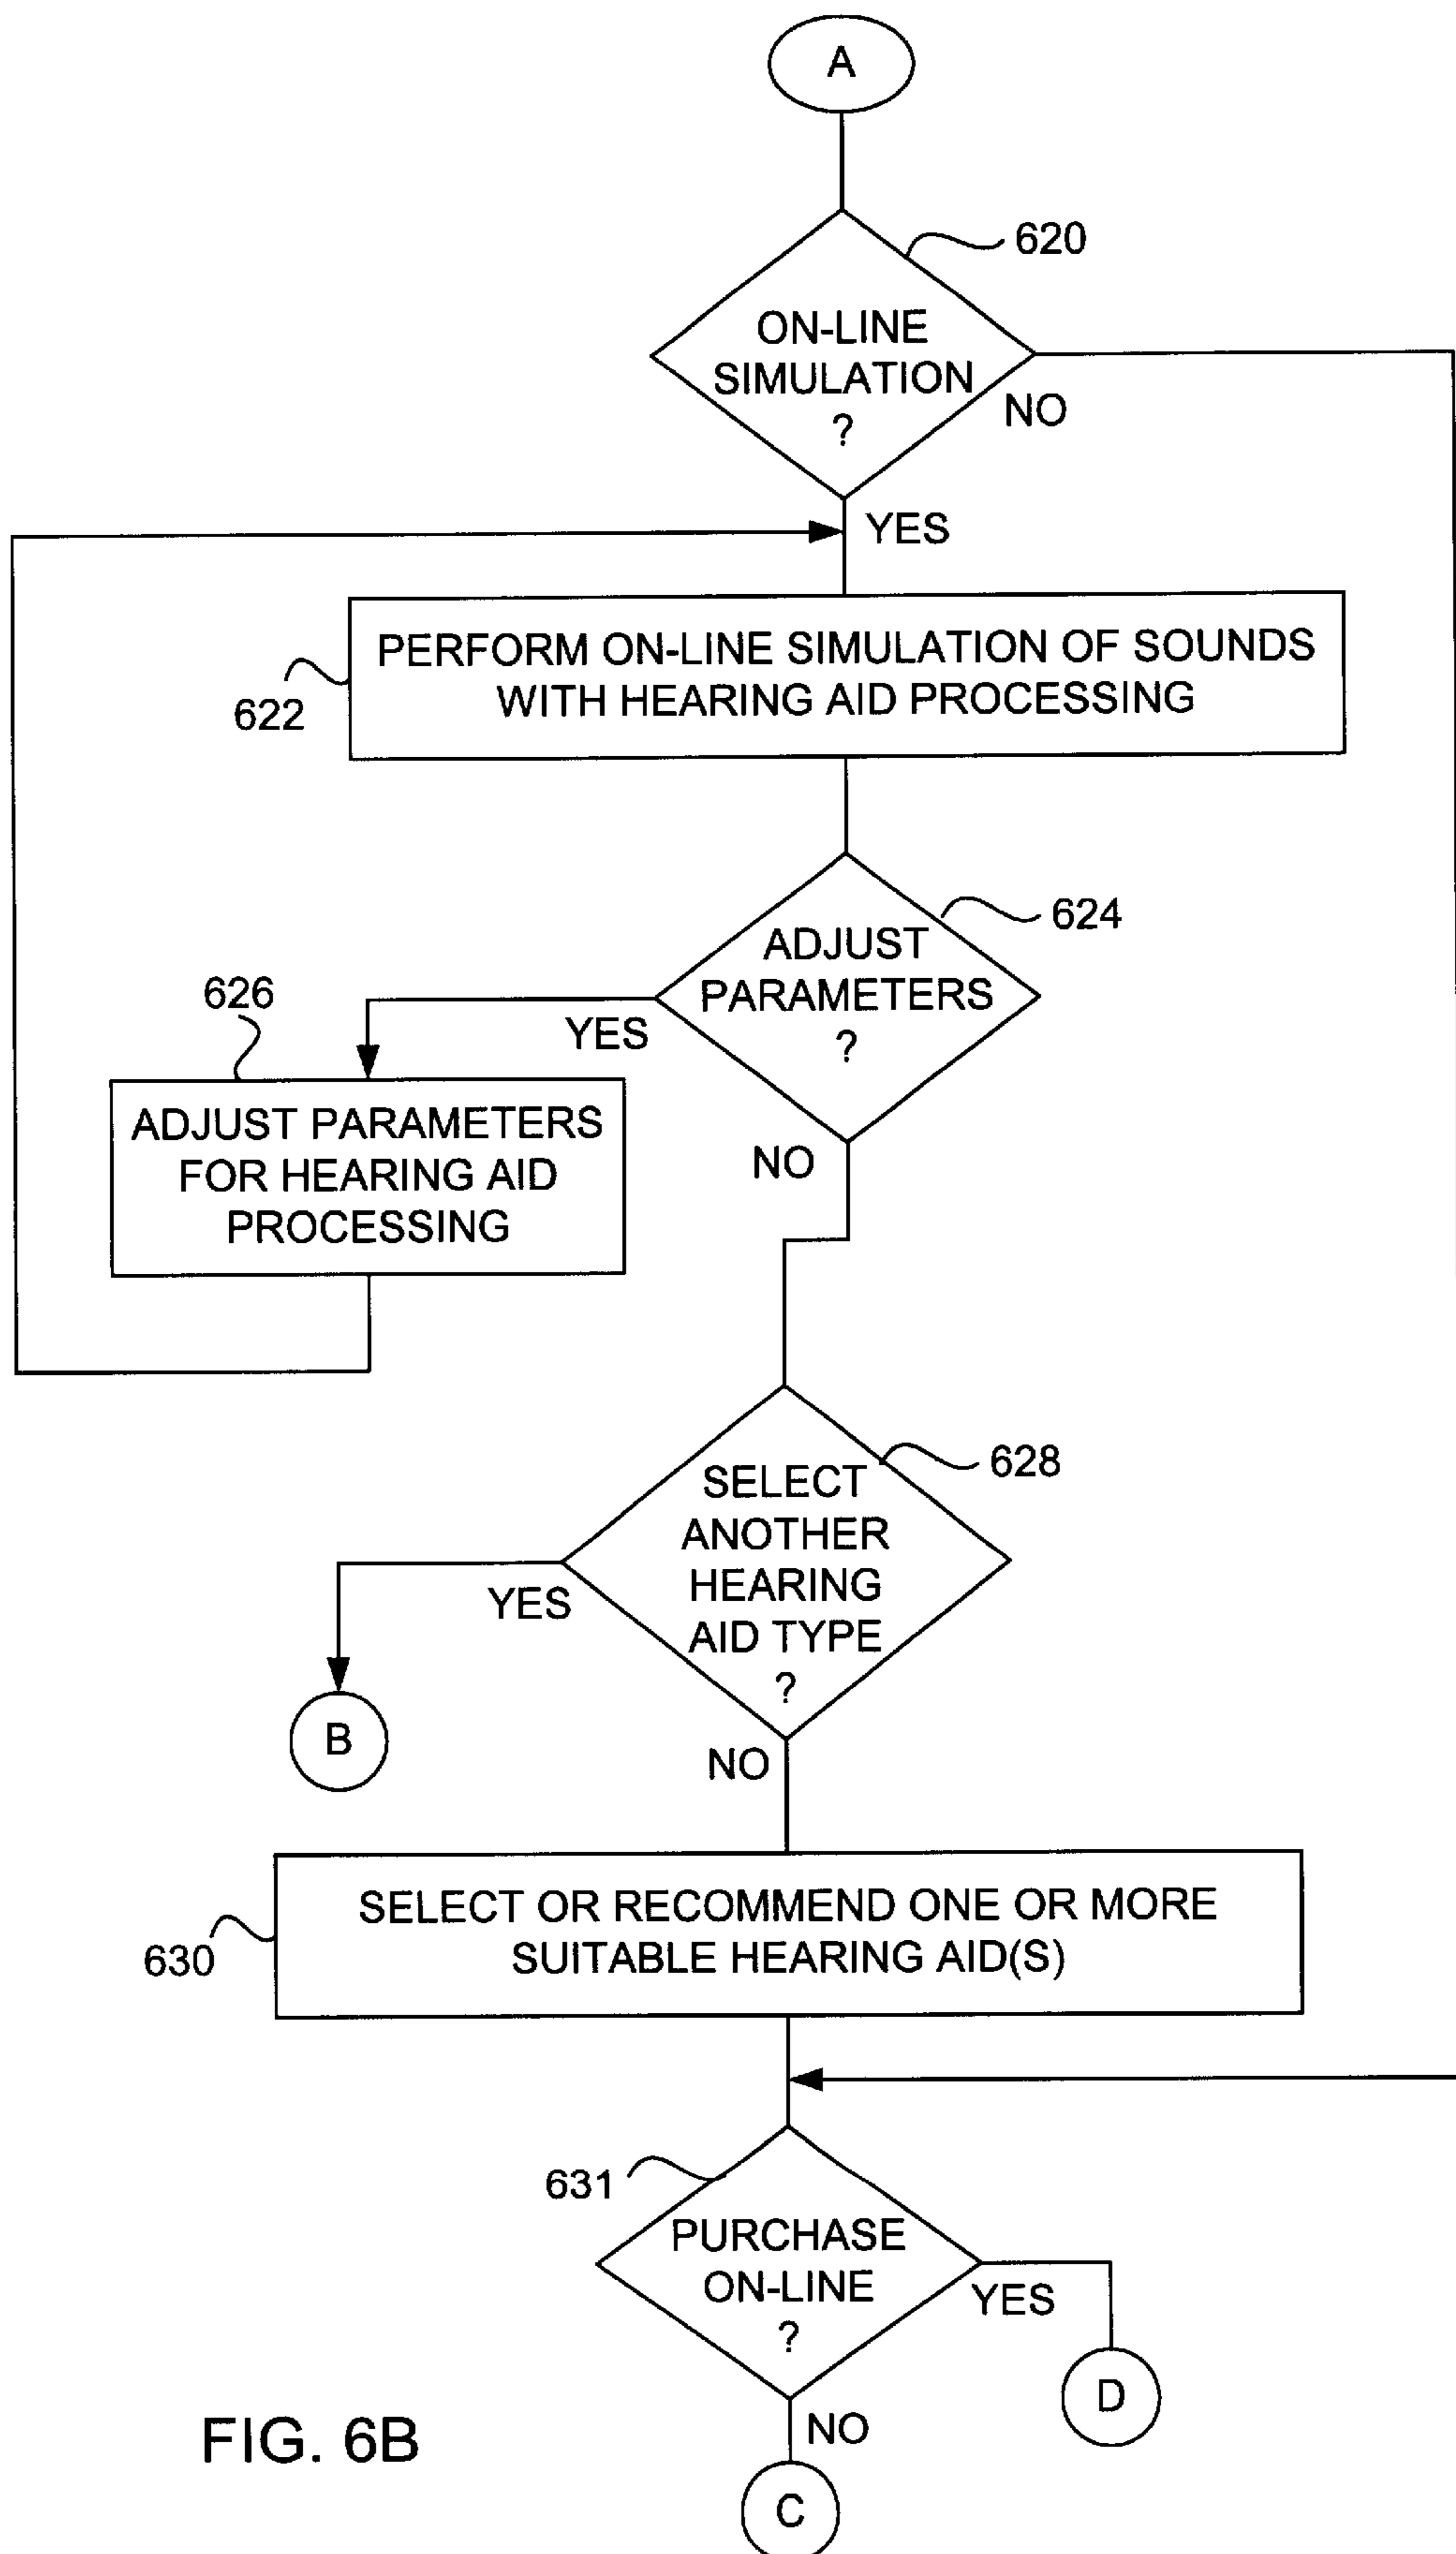 A
620
ON-LINE
SIMULATION
?
NO
YES
PERFORM ON-LINE SIMULATION OF SOUNDS
WITH HEARING AID PROCESSING
622
624
ADJUST
PARAMETERS
?
YES
626
ADJUST PARAMETERS
FOR HEARING AID
PROCESSING
NO
628
SELECT
ANOTHER
HEARING
AID TYPE
?
YES
B
NO
SELECT OR RECOMMEND ONE OR MORE
SUITABLE HEARING AID(S)
630
631
PURCHASE
ON-LINE
?
YES
D
NO
C
FIG. 6B